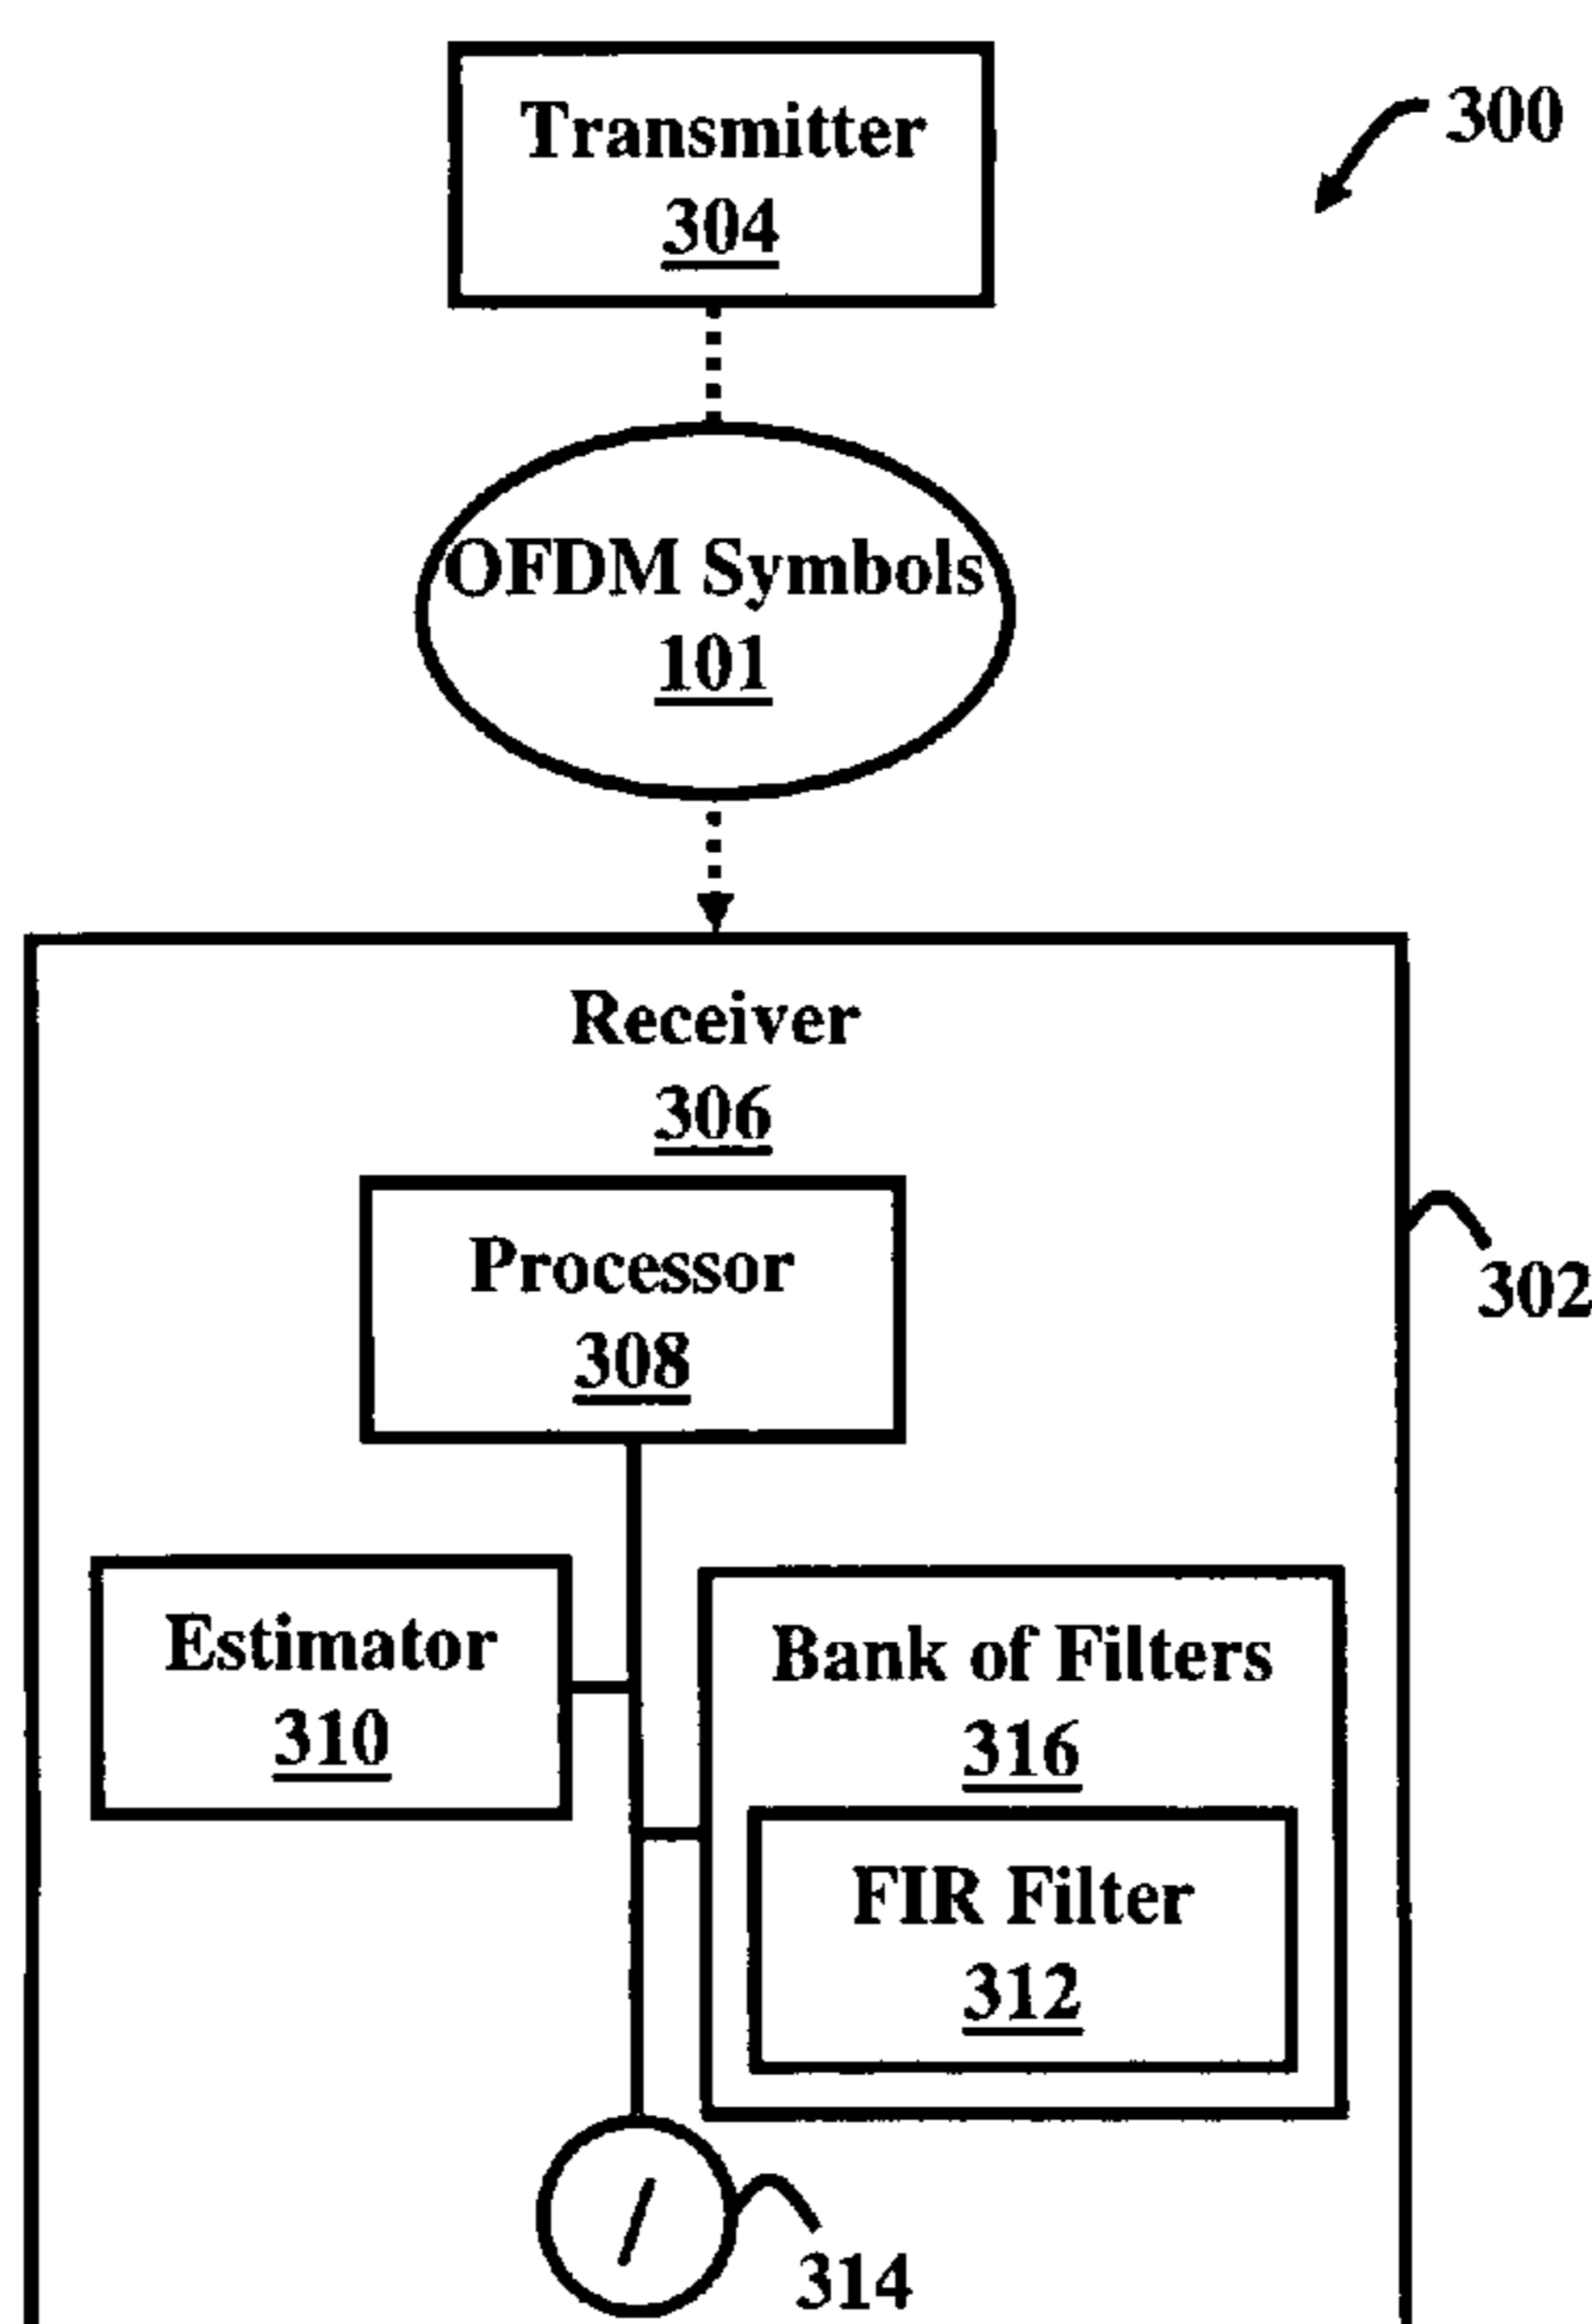 Transmitter
304
300
OFDM Symbols
101
Receiver
306
Processor
308
302
Estimator
310
Bank of Filters
316
FIR Filter
312
/
314